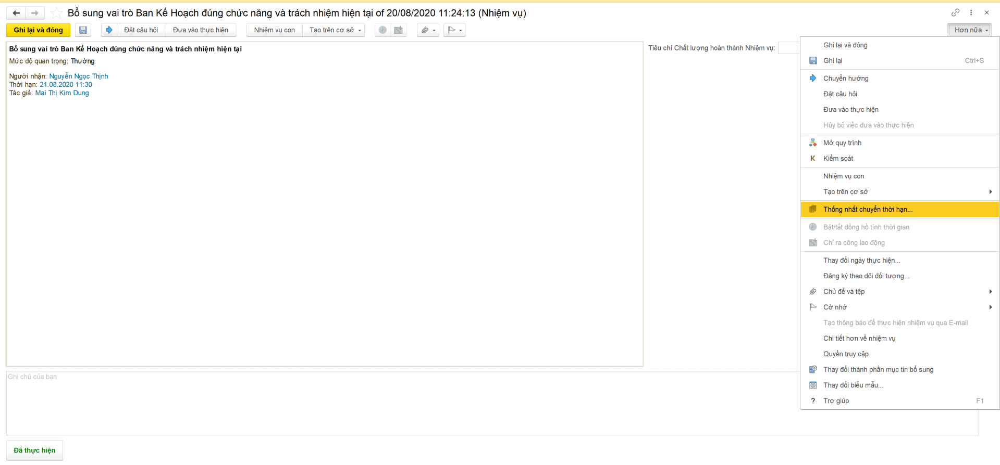 Bổ sung vai trò Ban Kế Hoạch đúng chức năng và trách nhiệm hiện tại of 20/08/2020 11:24:13 (Nhiệm vụ)
Ghi lại và đóng
Đặt câu hỏi
Đưa vào thực hiện
Nhiệm vụ con
Tạo trên cơ sở
Hơn nữa
Bổ sung vai trò Ban Kế Hoạch đúng chức năng và trách nhiệm hiện tại
Mức độ quan trọng: Thường
Người nhận: Nguyễn Ngọc Thịnh
Thời hạn: 21.08.2020 11:30
Tác giả: Mai Thị Kim Dung
Tiêu chí Chất lượng hoàn thành Nhiệm vụ:
Ghi lại và đóng
Ghi lại Ctrl+S
Chuyển hướng
Đặt câu hỏi
Đưa vào thực hiện
Hủy bỏ việc đưa vào thực hiện
Mở quy trình
K Kiểm soát
Nhiệm vụ con
Tạo trên cơ sở
Thống nhất chuyển thời hạn...
Bật/tắt đồng hồ tính thời gian
Chỉ ra công lao động
Thay đổi ngày thực hiện...
Đăng ký theo dõi đối tượng...
Chủ đề và tệp
Cờ nhớ
Tạo thông báo để thực hiện nhiệm vụ qua E-mail
Chi tiết hơn về nhiệm vụ
Quyền truy cập
Thay đổi thành phần mục tin bổ sung
Thay đổi biểu mẫu...
? Trợ giúp F1
Ghi chú của bạn
Đã thực hiện